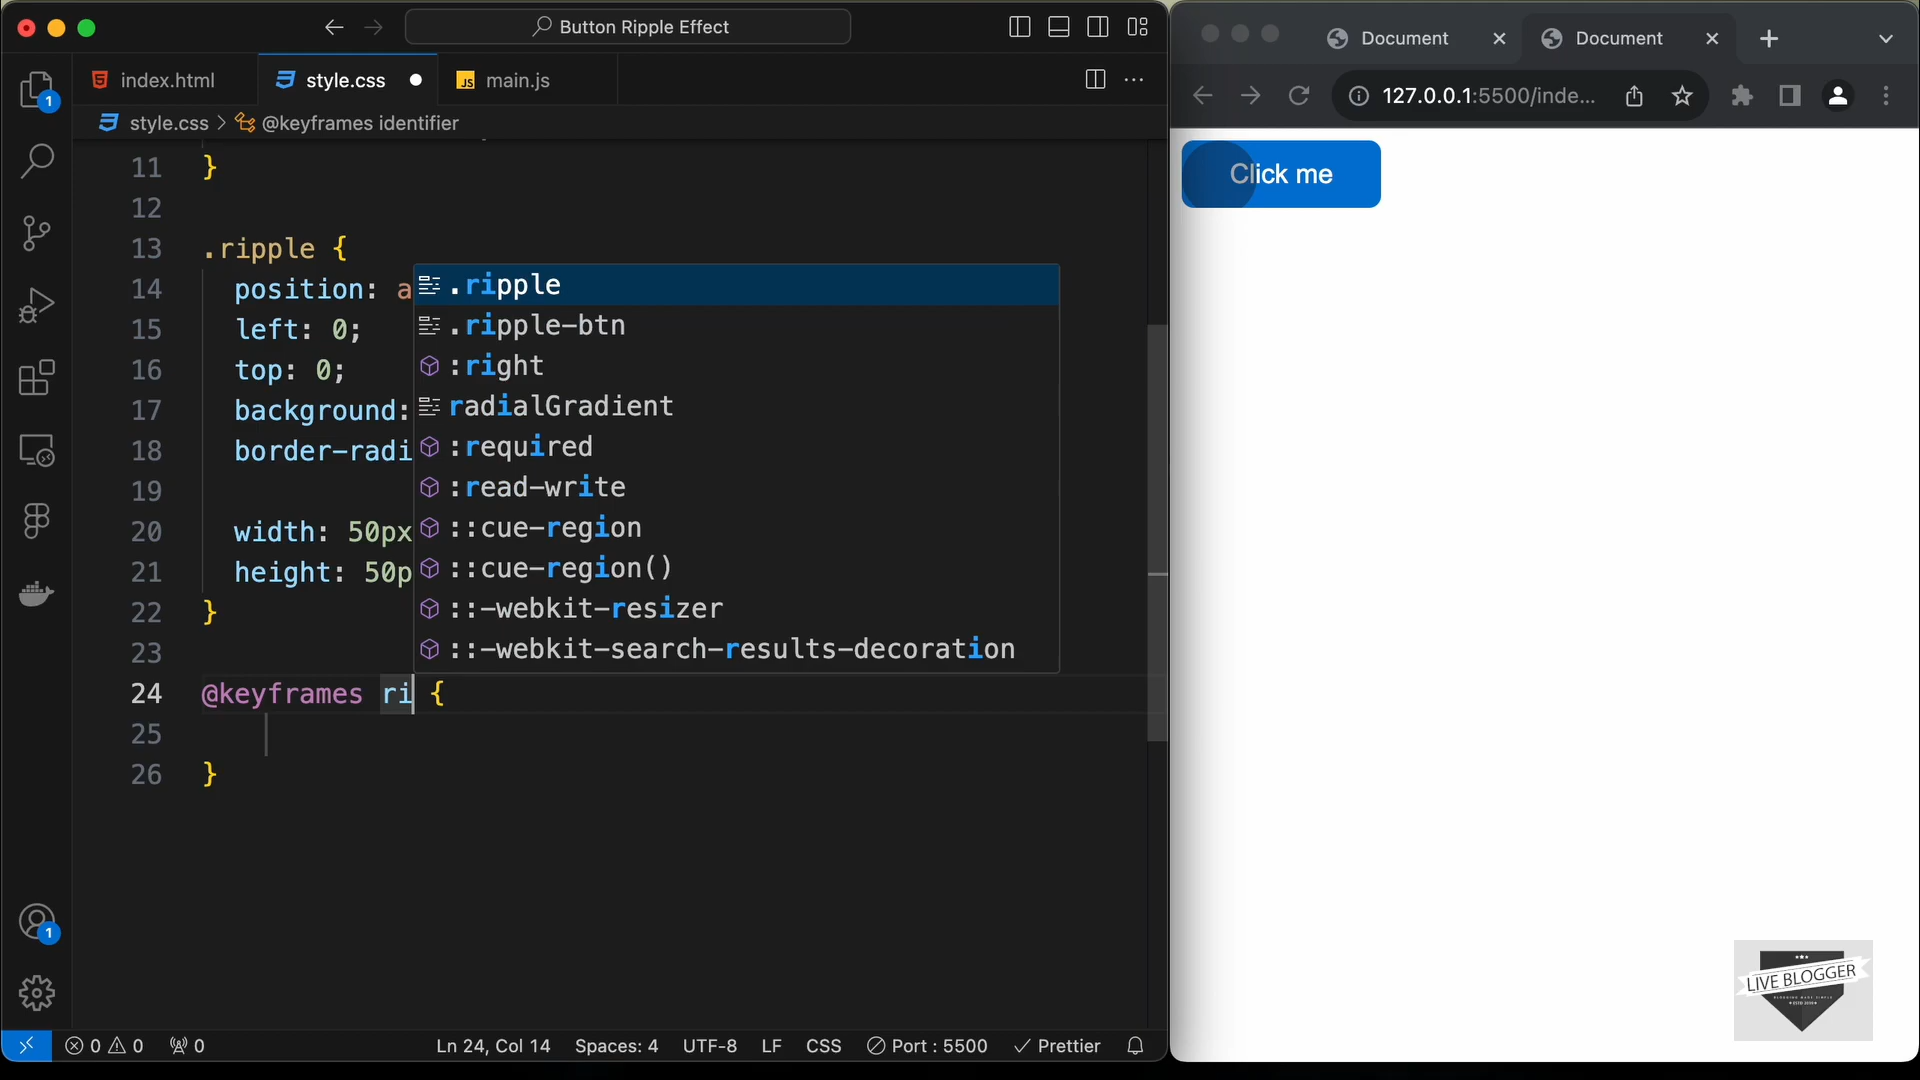 Button Ripple Effect
index.html
style.css
main.js
style.css > @keyframes identifier
11 }
12
13 .ripple {
14 position: a
15 left: 0;
16 top: 0;
17 background:
18 border-radi
19
20 width: 50px
21 height: 50p
22 }
23
24 @keyframes ri {
25
26 }
.ripple
.ripple-btn
:right
radialGradient
:required
:read-write
::cue-region
::cue-region()
::-webkit-resizer
::-webkit-search-results-decoration
1
1
0 0 0
Ln 24, Col 14
Spaces: 4
UTF-8
LF
CSS
Port : 5500
Prettier
Document
Document
127.0.0.1:5500/inde...
Click me
LIVE BLOGGER